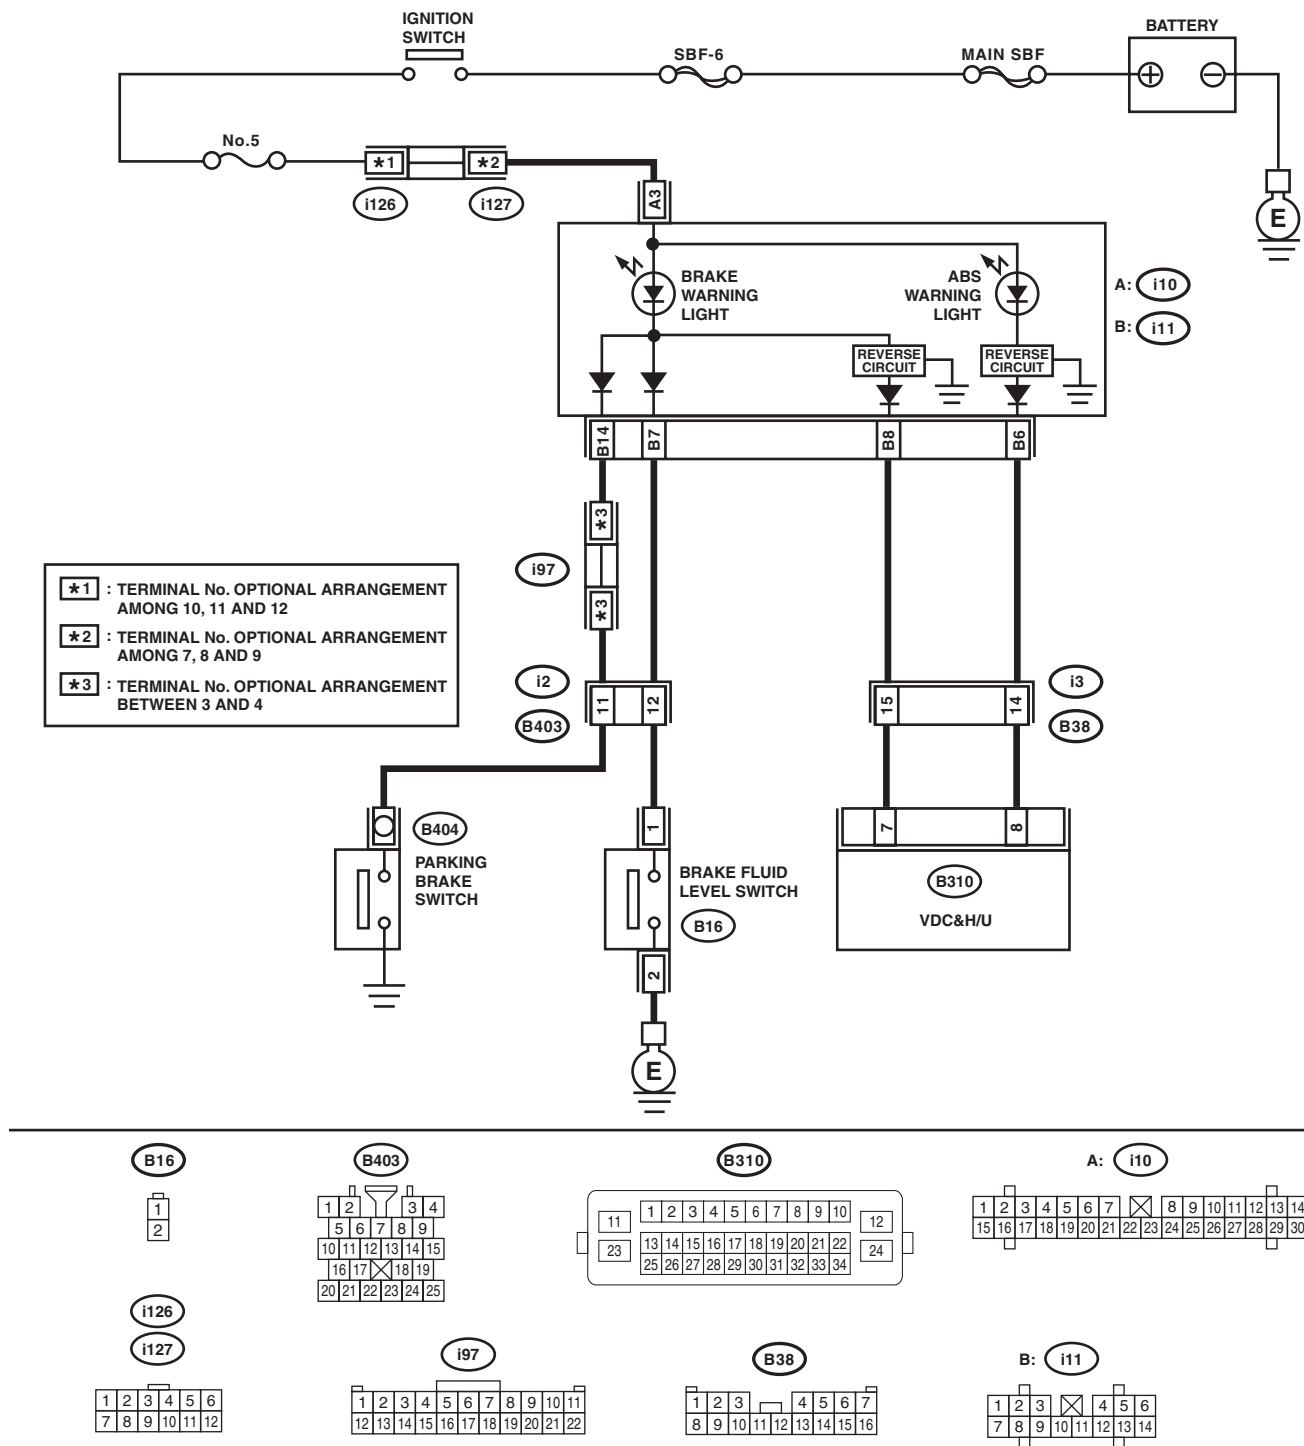 IGNITION
SWITCH
SBF-6
MAIN SBF
BATTERY
No.5
*1
*2
i126
i127
A3
E
BRAKE
WARNING
LIGHT
ABS
WARNING
LIGHT
A: i10
B: i11
REVERSE
CIRCUIT
REVERSE
CIRCUIT
B14
B7
B8
B6
*3
i97
*3
*1 : TERMINAL No. OPTIONAL ARRANGEMENT
AMONG 10, 11 AND 12
*2 : TERMINAL No. OPTIONAL ARRANGEMENT
AMONG 7, 8 AND 9
*3 : TERMINAL No. OPTIONAL ARRANGEMENT
BETWEEN 3 AND 4
i2
11
12
B403
15
14
i3
B38
B404
PARKING
BRAKE
SWITCH
1
BRAKE FLUID
LEVEL SWITCH
B16
2
E
7
8
B310
VDC&H/U
B16
1
2
B403
1 2 3 4
5 6 7 8 9
10 11 12 13 14 15
16 17 18 19
20 21 22 23 24 25
B310
11 1 2 3 4 5 6 7 8 9 10 12
23 13 14 15 16 17 18 19 20 21 22 24
25 26 27 28 29 30 31 32 33 34
A: i10
1 2 3 4 5 6 7 8 9 10 11 12 13 14
15 16 17 18 19 20 21 22 23 24 25 26 27 28 29 30
i126
i127
1 2 3 4 5 6
7 8 9 10 11 12
i97
1 2 3 4 5 6 7 8 9 10 11
12 13 14 15 16 17 18 19 20 21 22
B38
1 2 3 4 5 6 7
8 9 10 11 12 13 14 15 16
B: i11
1 2 3 4 5 6
7 8 9 10 11 12 13 14